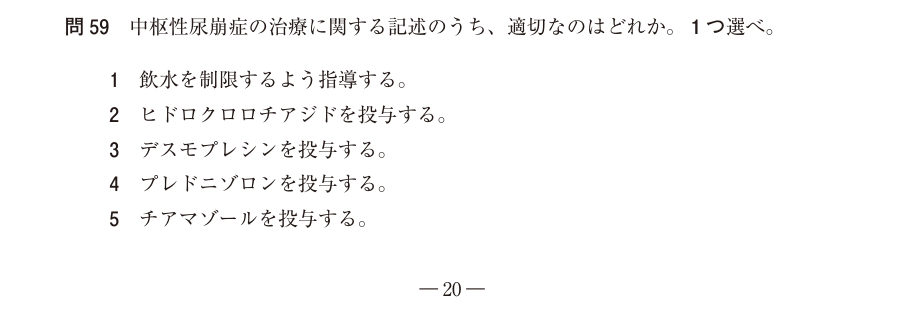 問 59　中枢性尿崩症の治療に関する記述のうち、適切なのはどれか。1つ選べ。
1　飲水を制限するよう指導する。
2　ヒドロクロロチアジドを投与する。
3　デスモプレシンを投与する。
4　プレドニゾロンを投与する。
5　チアマゾールを投与する。
— 20 —